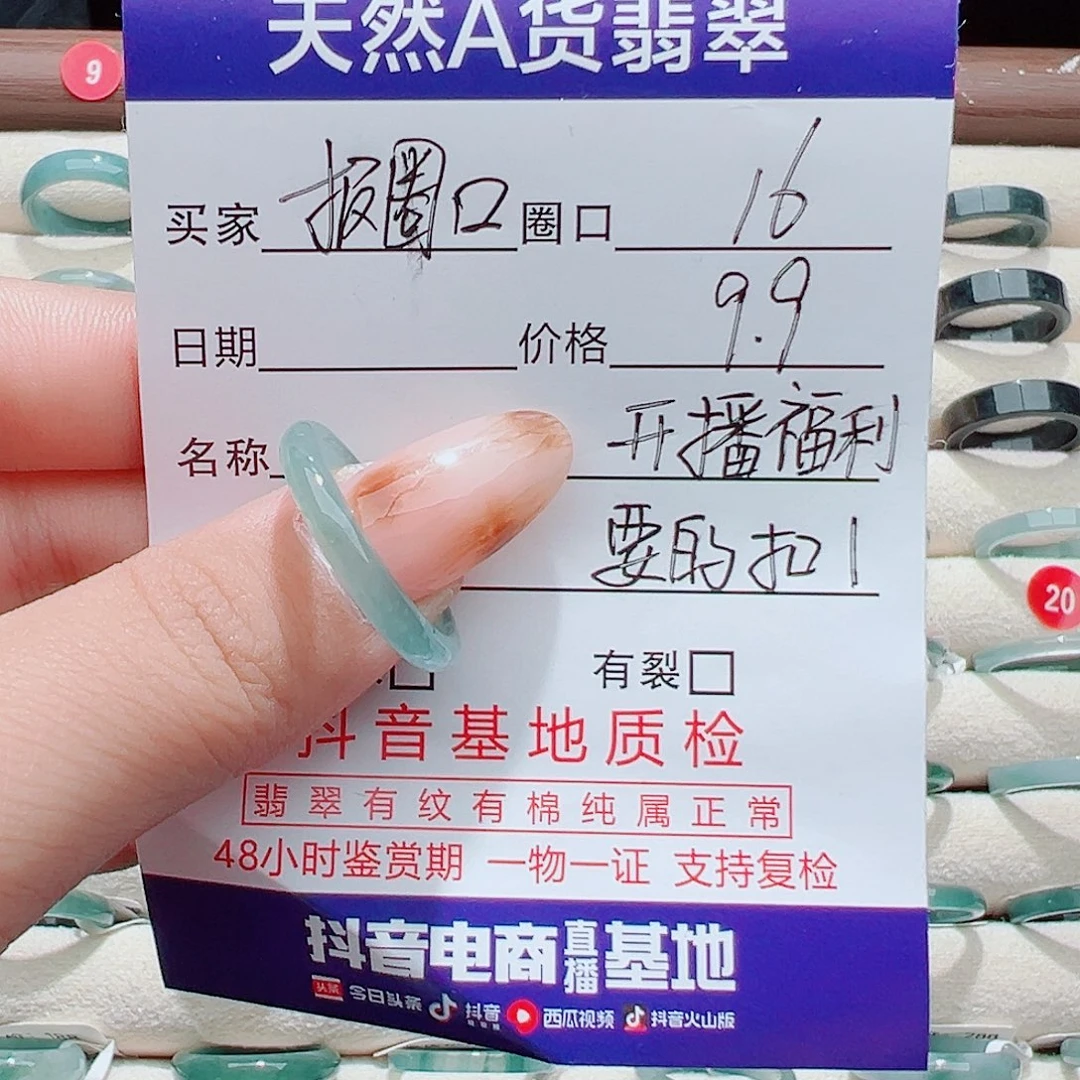 天然A货翡翠
9
买家 报圈口 圈口 16
日期 价格 9.9
名称 开播福利
要的扣1
有裂□
抖音基地质检
翡翠有纹有棉纯属正常
48小时鉴赏期 一物一证 支持复检
抖音电商直播基地
头条 今日头条 抖音 西瓜视频 抖音火山版
20